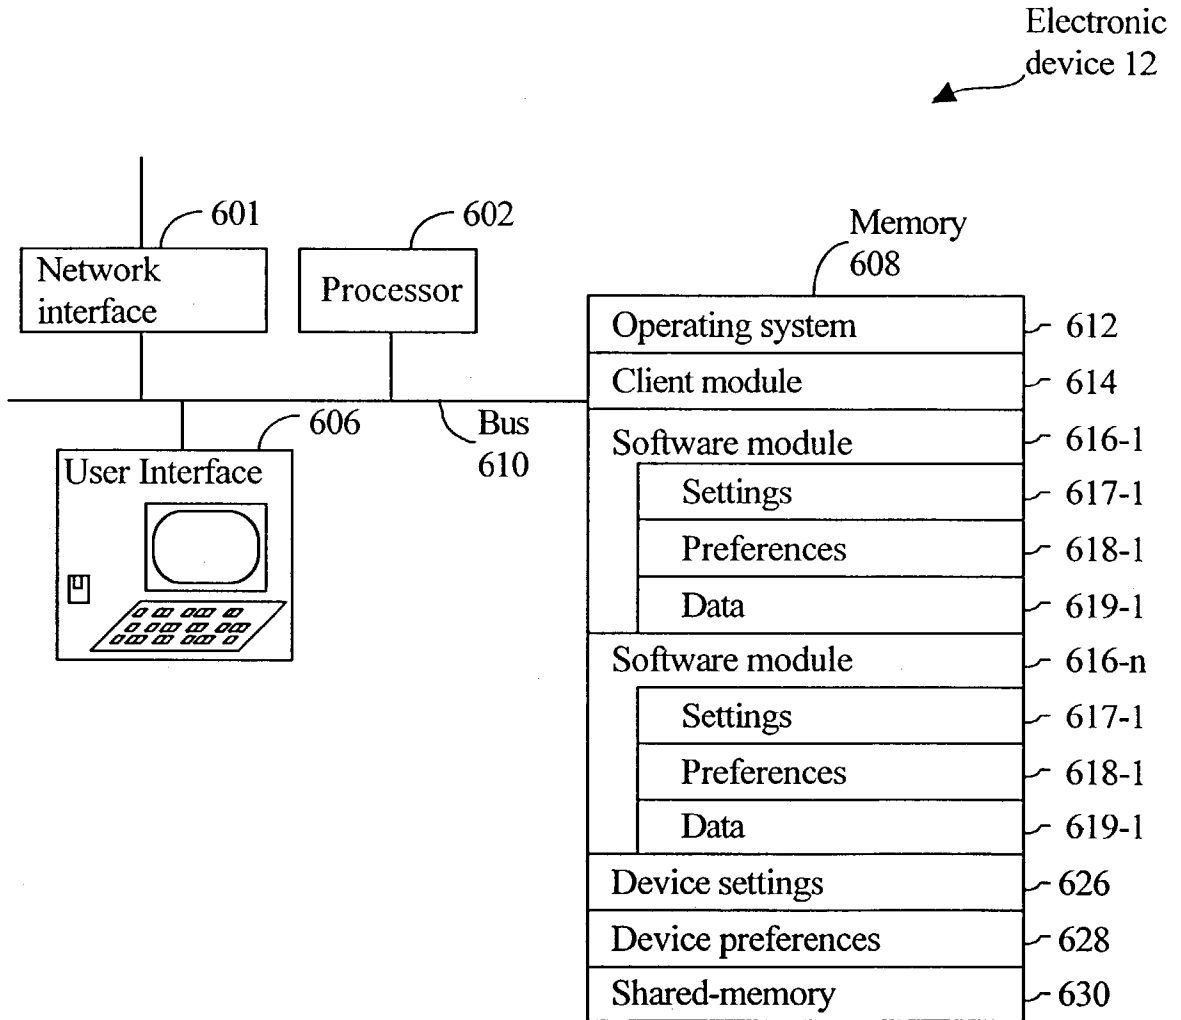 Electronic
device 12
601
602
Network
interface
Processor
Memory
608
Operating system 612
Client module 614
606
Bus
610
User Interface
Software module 616-1
Settings 617-1
Preferences 618-1
Data 619-1
Software module 616-n
Settings 617-1
Preferences 618-1
Data 619-1
Device settings 626
Device preferences 628
Shared-memory 630